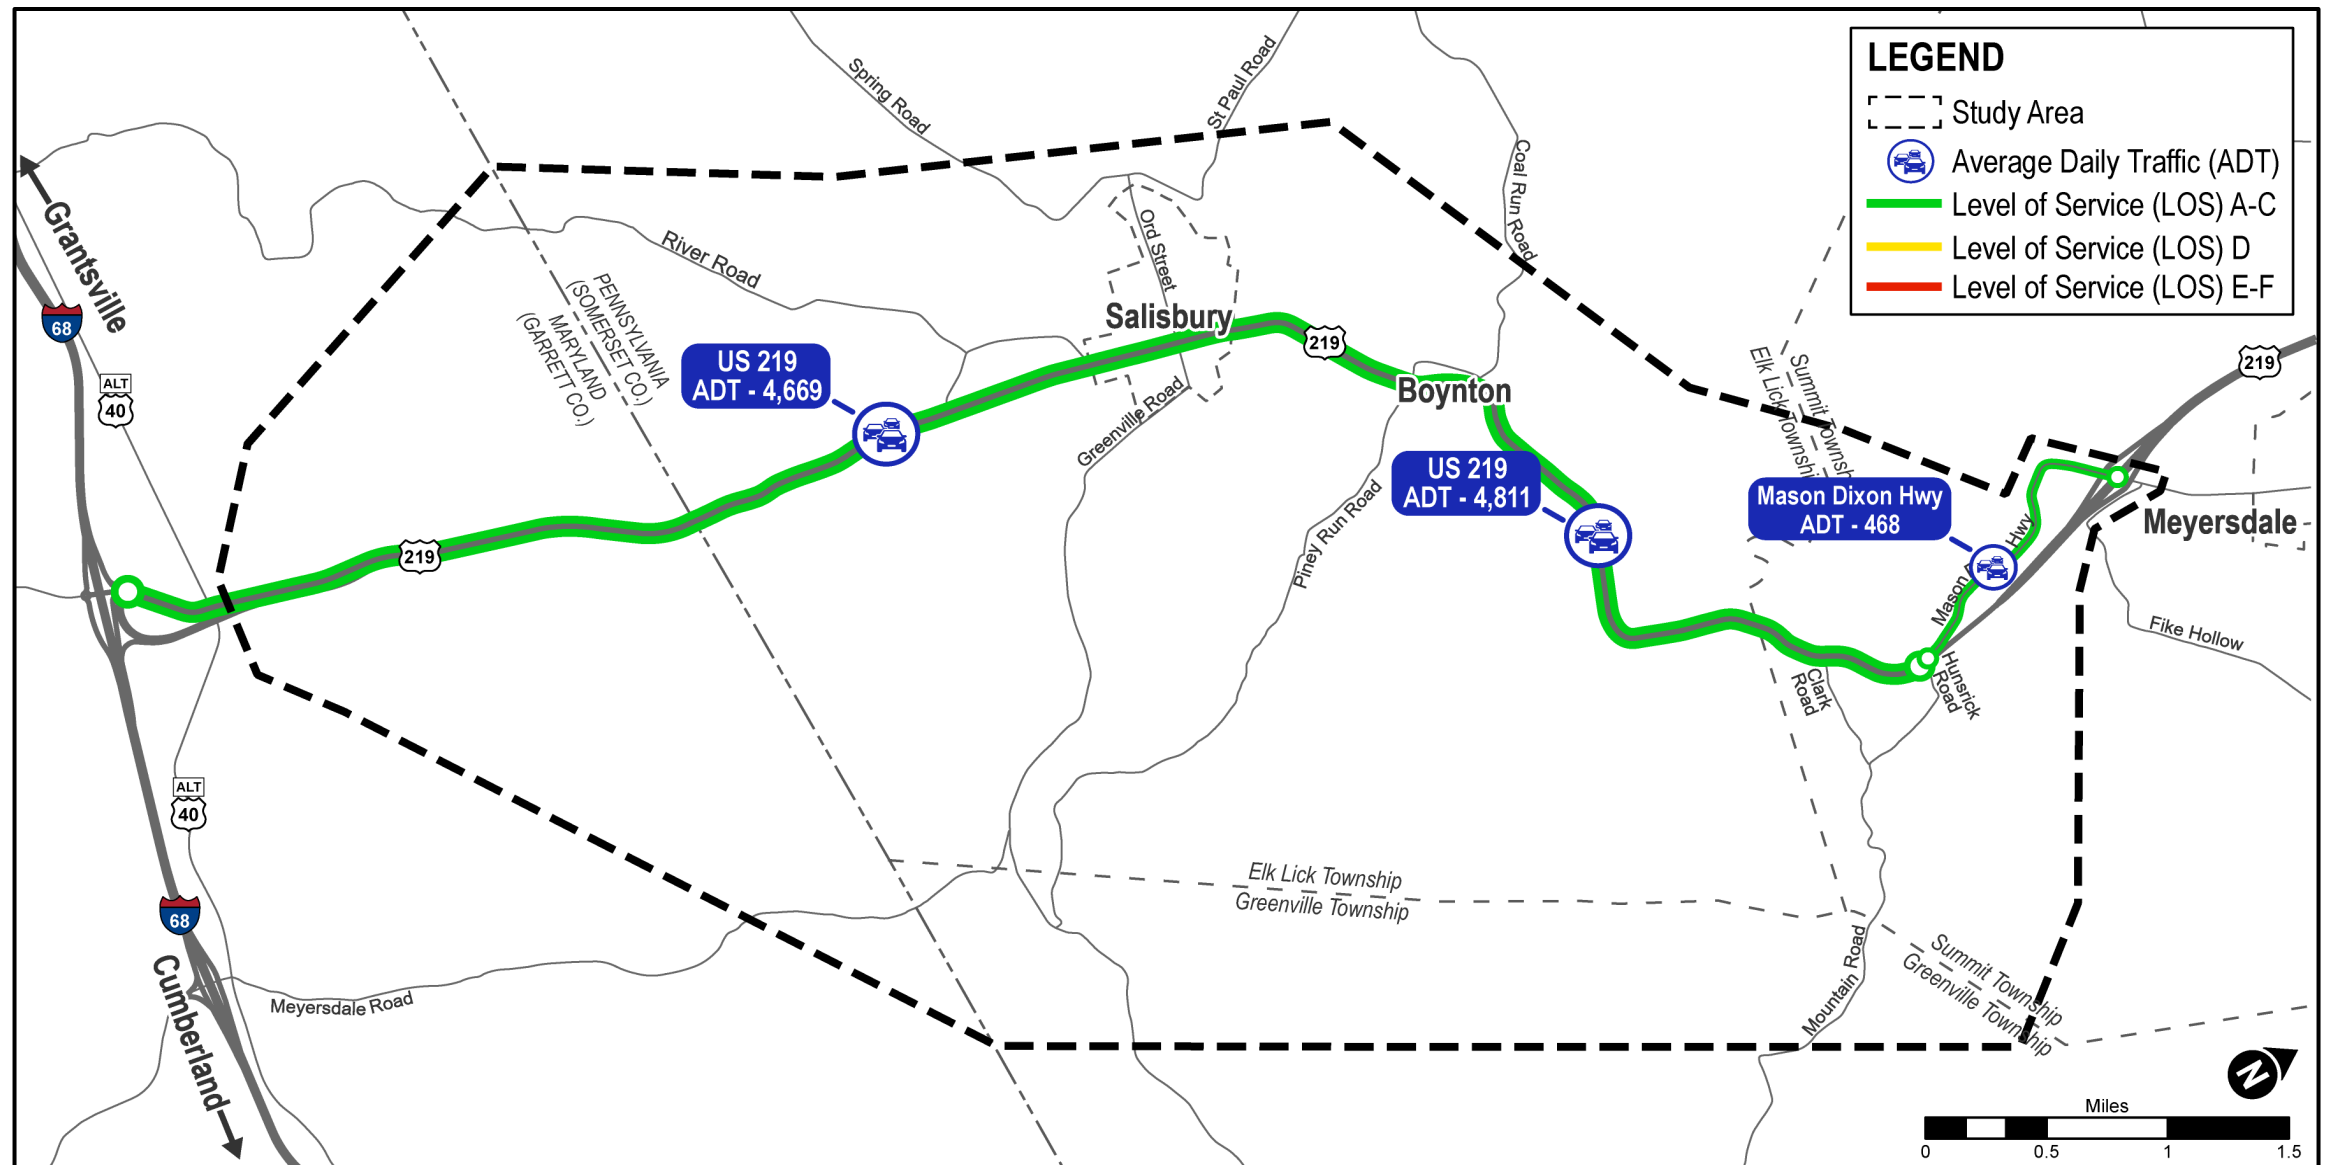 LEGEND
Study Area
Average Daily Traffic (ADT)
Level of Service (LOS) A-C
Level of Service (LOS) D
Level of Service (LOS) E-F
Spring Road
St Paul Road
Coal Run Road
Grantsville
River Road
Ord Street
PENNSYLVANIA
(SOMERSET CO.)
MARYLAND
(GARRETT CO.)
68
ALT
40
Salisbury
219
219
US 219
ADT - 4,669
Boynton
Greenville Road
Elk Lick Township
Summit Township
US 219
ADT - 4,811
Piney Run Road
Mason Dixon Hwy
ADT - 468
Meyersdale
219
Mason
Hwy
Fike Hollow
Clark
Road
Hunsrick
Road
ALT
40
68
Elk Lick Township
Greenville Township
Cumberland
Meyersdale Road
Mountain Road
Summit Township
Greenville Township
N
Miles
0 0.5 1 1.5